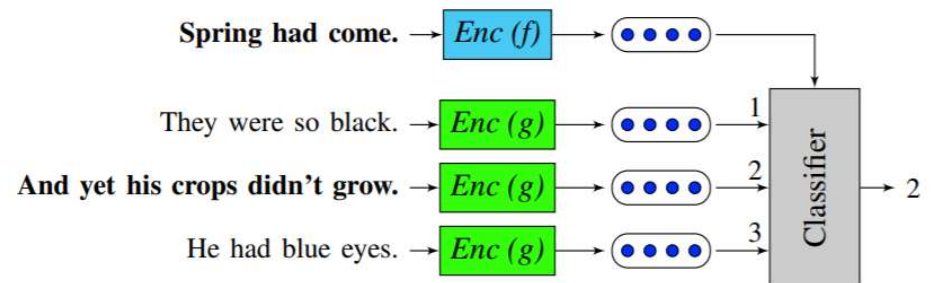 Spring had come. Enc (f)
They were so black. Enc (g) 1
And yet his crops didn't grow. Enc (g) 2
He had blue eyes. Enc (g) 3
Classifier
2